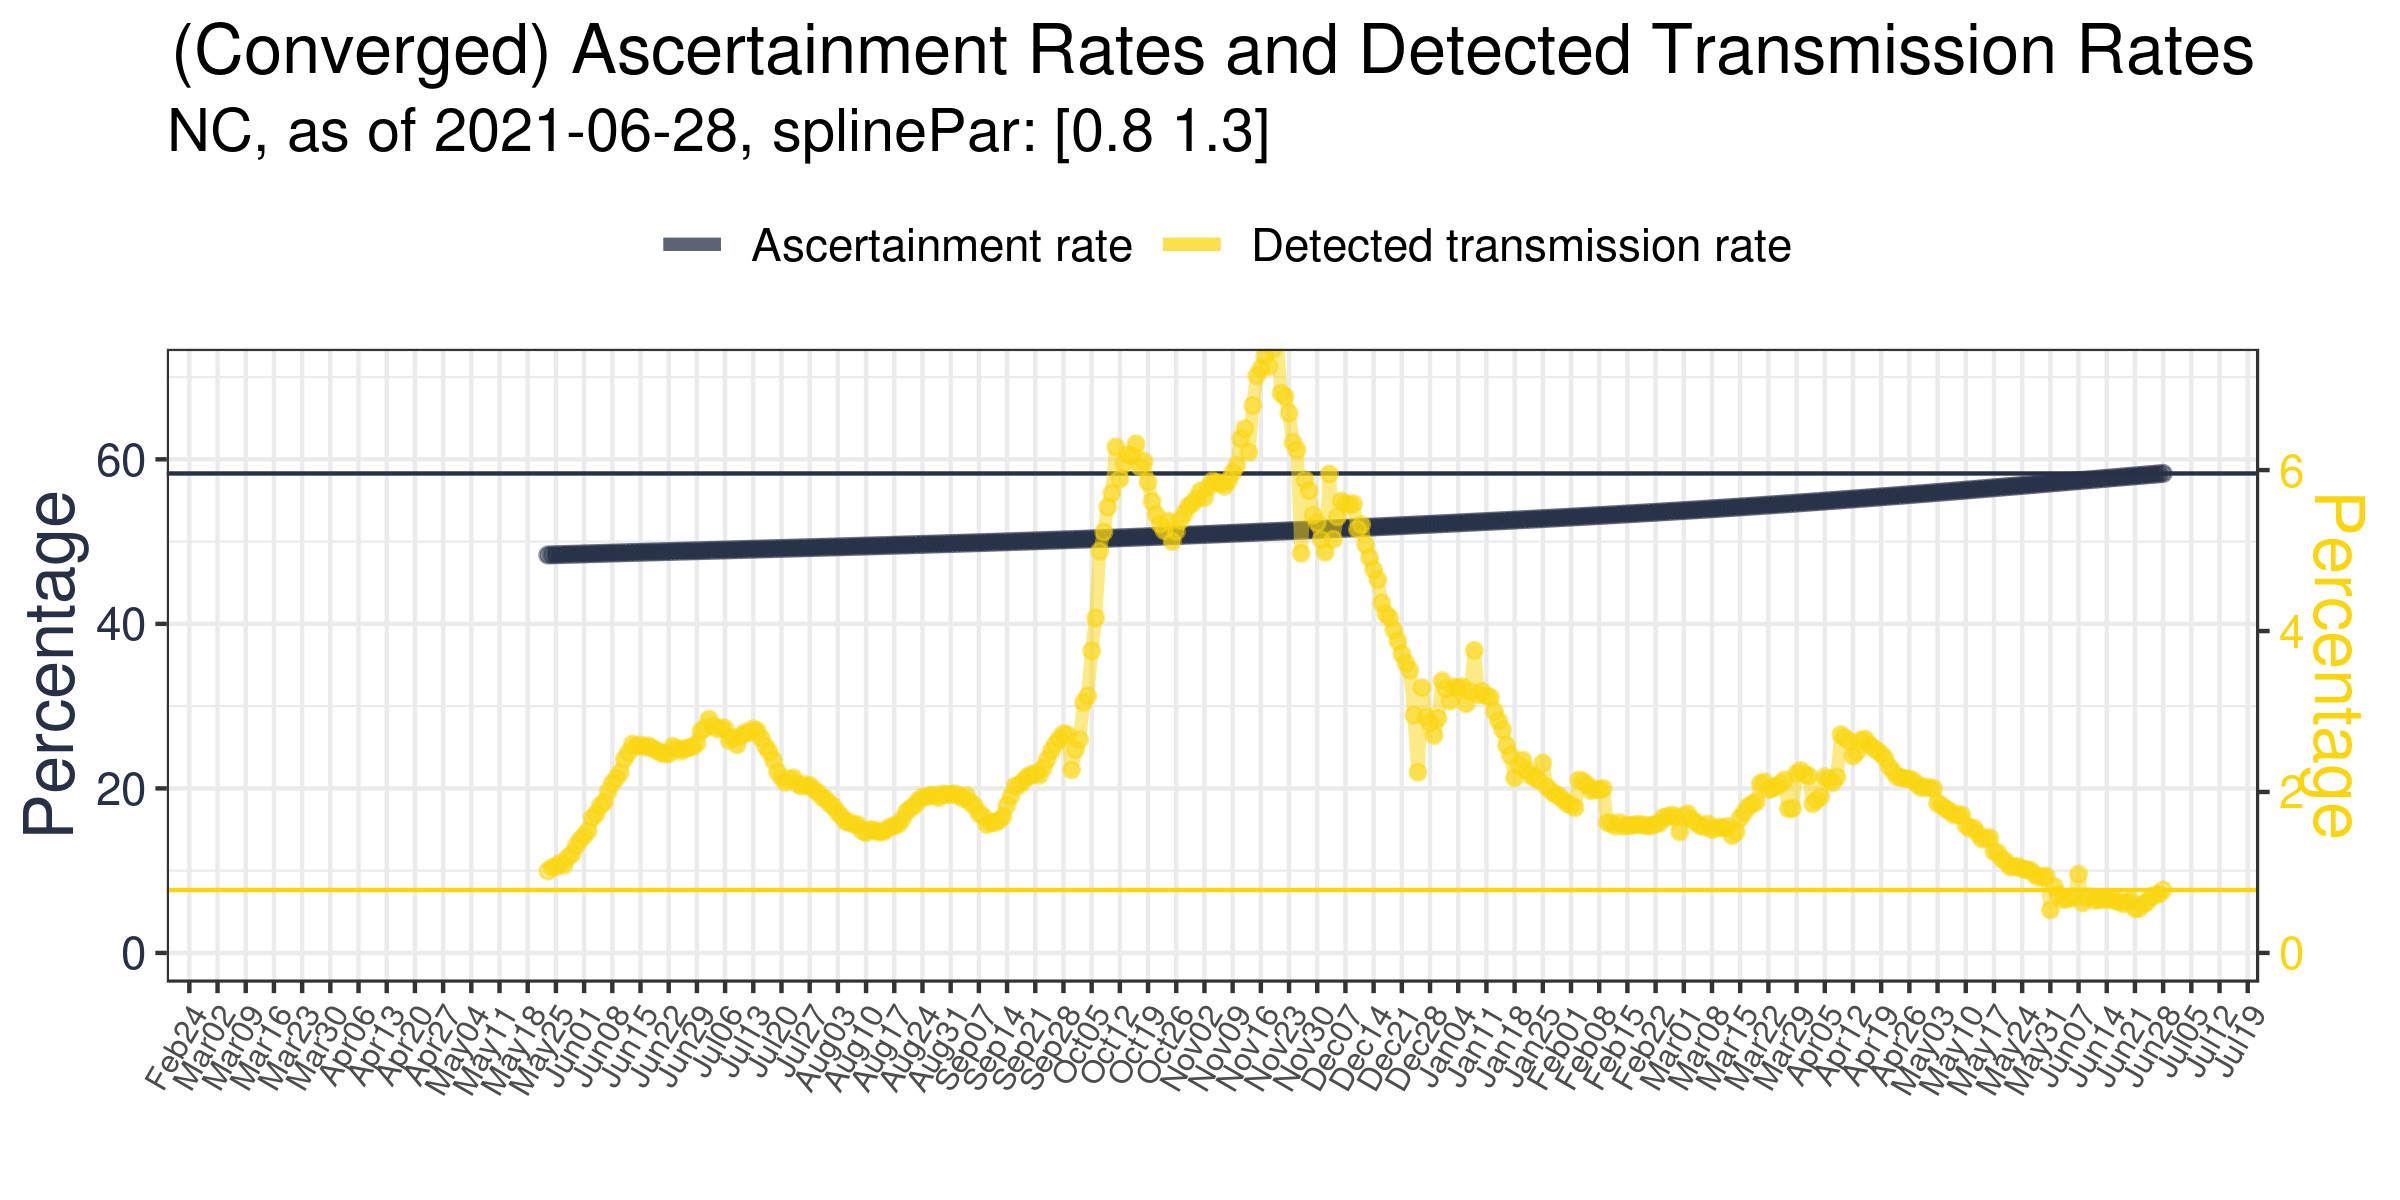 (Converged) Ascertainment Rates and Detected Transmission Rates
NC, as of 2021-06-28, splinePar: [0.8 1.3]
Ascertainment rate
Detected transmission rate
Percentage
60
40
20
0
6
4
2
0
Percentage
Feb24
Mar02
Mar09
Mar16
Mar23
Mar30
Apr06
Apr13
Apr20
Apr27
May04
May11
May18
May25
Jun01
Jun08
Jun15
Jun22
Jun29
Jul06
Jul13
Jul20
Jul27
Aug03
Aug10
Aug17
Aug24
Aug31
Sep07
Sep14
Sep21
Sep28
Oct05
Oct12
Oct19
Oct26
Nov02
Nov09
Nov16
Nov23
Nov30
Dec07
Dec14
Dec21
Dec28
Jan04
Jan11
Jan18
Jan25
Feb01
Feb08
Feb15
Feb22
Mar01
Mar08
Mar15
Mar22
Mar29
Apr05
Apr12
Apr19
Apr26
May03
May10
May17
May24
May31
Jun14
Jun21
Jun28
Jul05
Jul12
Jul19